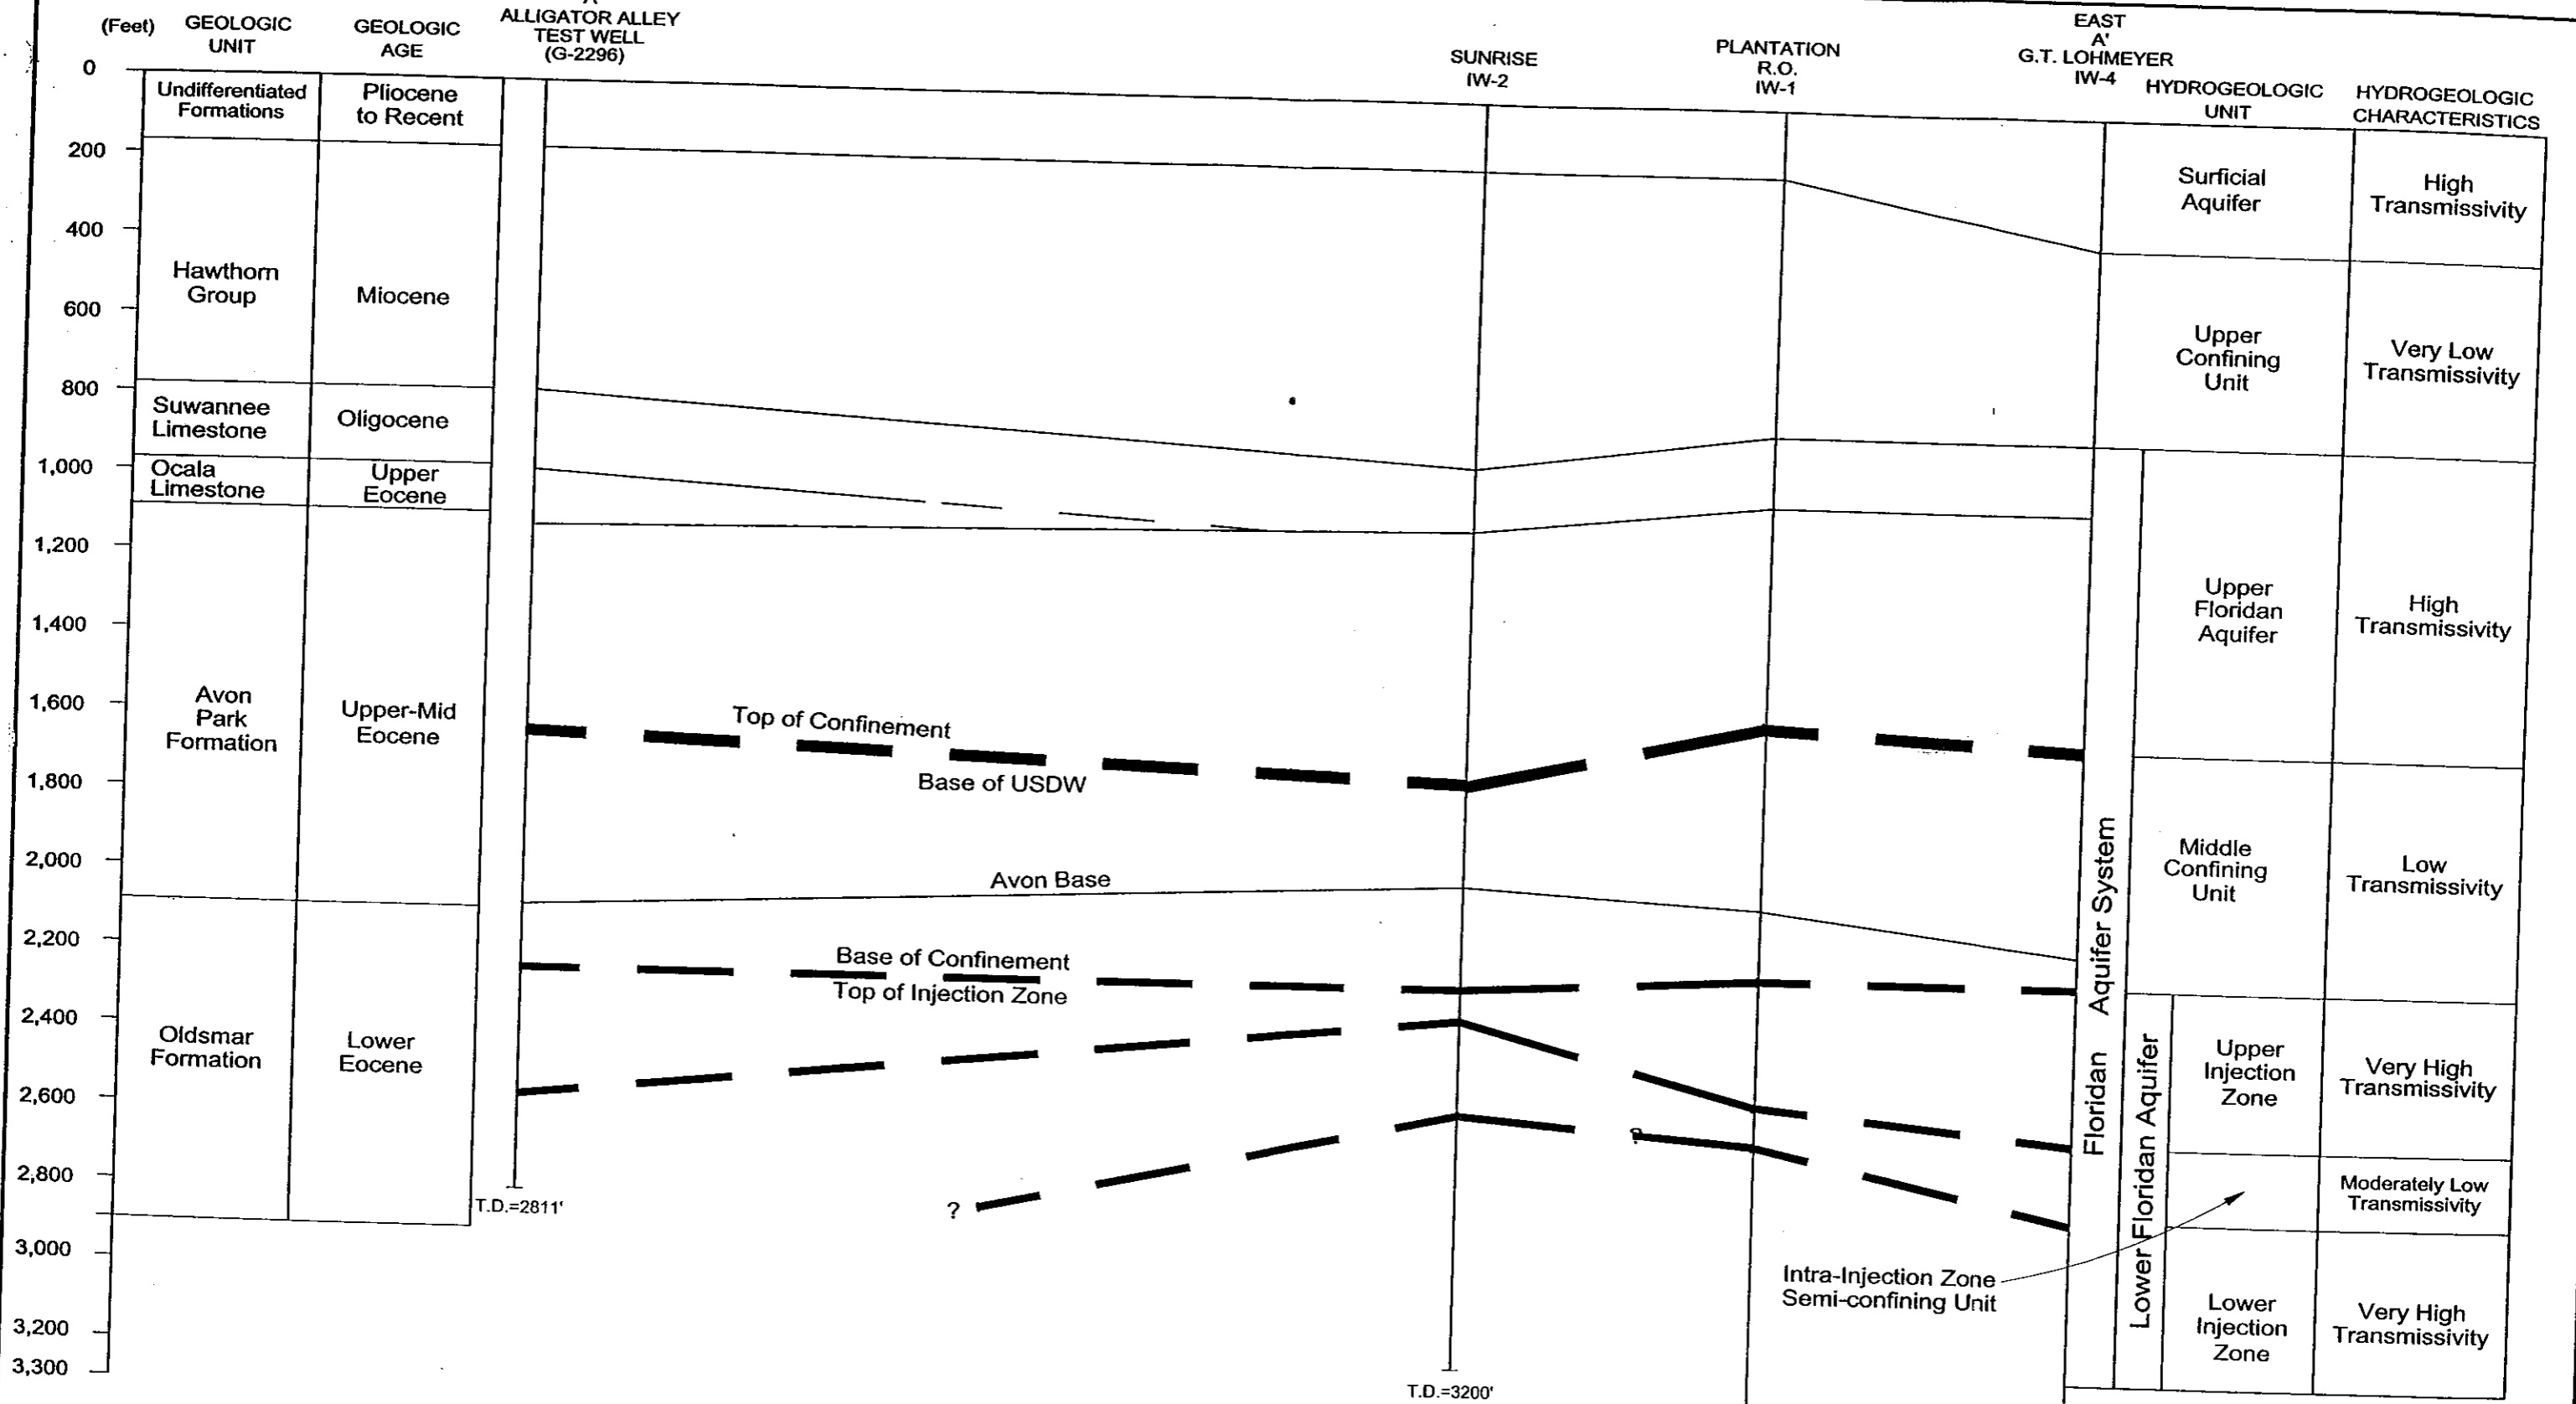 (Feet)
GEOLOGIC
UNIT
GEOLOGIC
AGE
ALLIGATOR ALLEY
TEST WELL
(G-2296)
SUNRISE
IW-2
PLANTATION
R.O.
IW-1
EAST
A'
G.T. LOHMEYER
IW-4
HYDROGEOLOGIC
UNIT
HYDROGEOLOGIC
CHARACTERISTICS
0
200
400
600
800
1,000
1,200
1,400
1,600
1,800
2,000
2,200
2,400
2,600
2,800
3,000
3,200
3,300
Undifferentiated
Formations
Pliocene
to Recent
Hawthorn
Group
Miocene
Suwannee
Limestone
Oligocene
Ocala
Limestone
Upper
Eocene
Avon
Park
Formation
Upper-Mid
Eocene
Oldsmar
Formation
Lower
Eocene
T.D.=2811'
Top of Confinement
Base of USDW
Avon Base
Base of Confinement
Top of Injection Zone
?
?
T.D.=3200'
Intra-Injection Zone
Semi-confining Unit
Floridan Aquifer System
Lower Floridan Aquifer
Surficial
Aquifer
High
Transmissivity
Upper
Confining
Unit
Very Low
Transmissivity
Upper
Floridan
Aquifer
High
Transmissivity
Middle
Confining
Unit
Low
Transmissivity
Upper
Injection
Zone
Very High
Transmissivity
Moderately Low
Transmissivity
Lower
Injection
Zone
Very High
Transmissivity